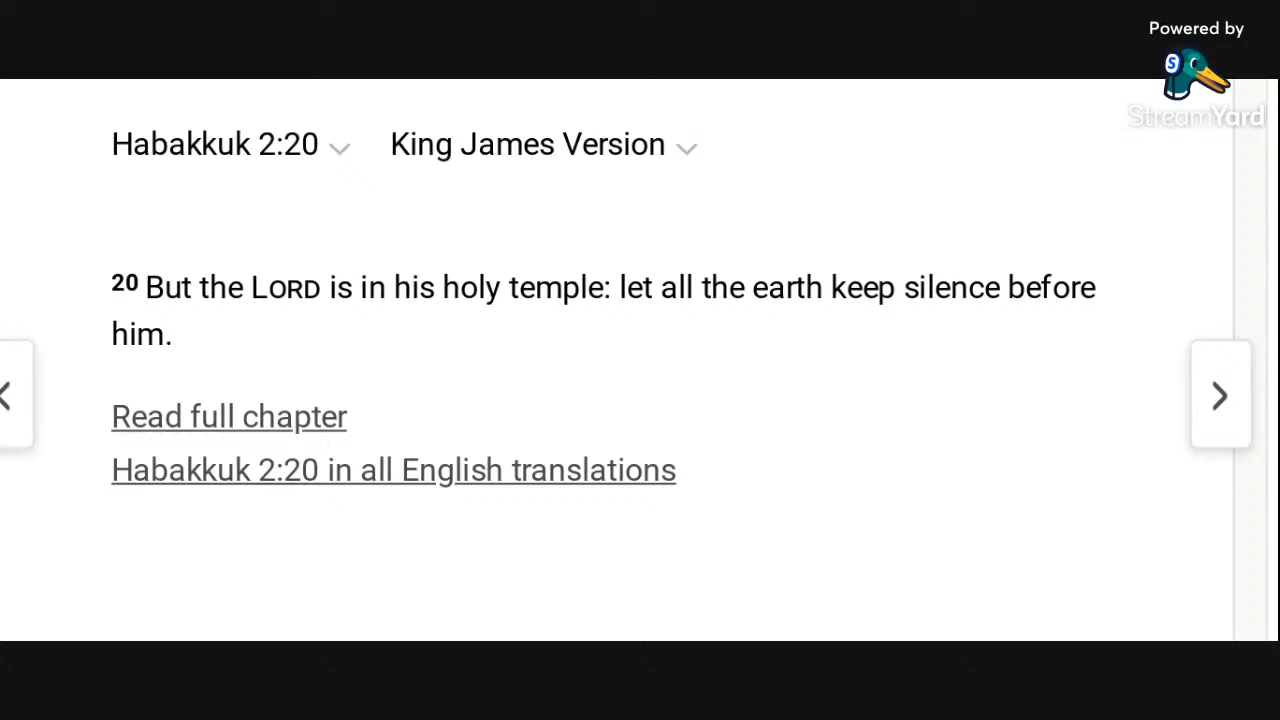 Powered by
S
StreamYard
Habakkuk 2:20 King James Version
20 But the LORD is in his holy temple: let all the earth keep silence before
him.
Read full chapter
Habakkuk 2:20 in all English translations